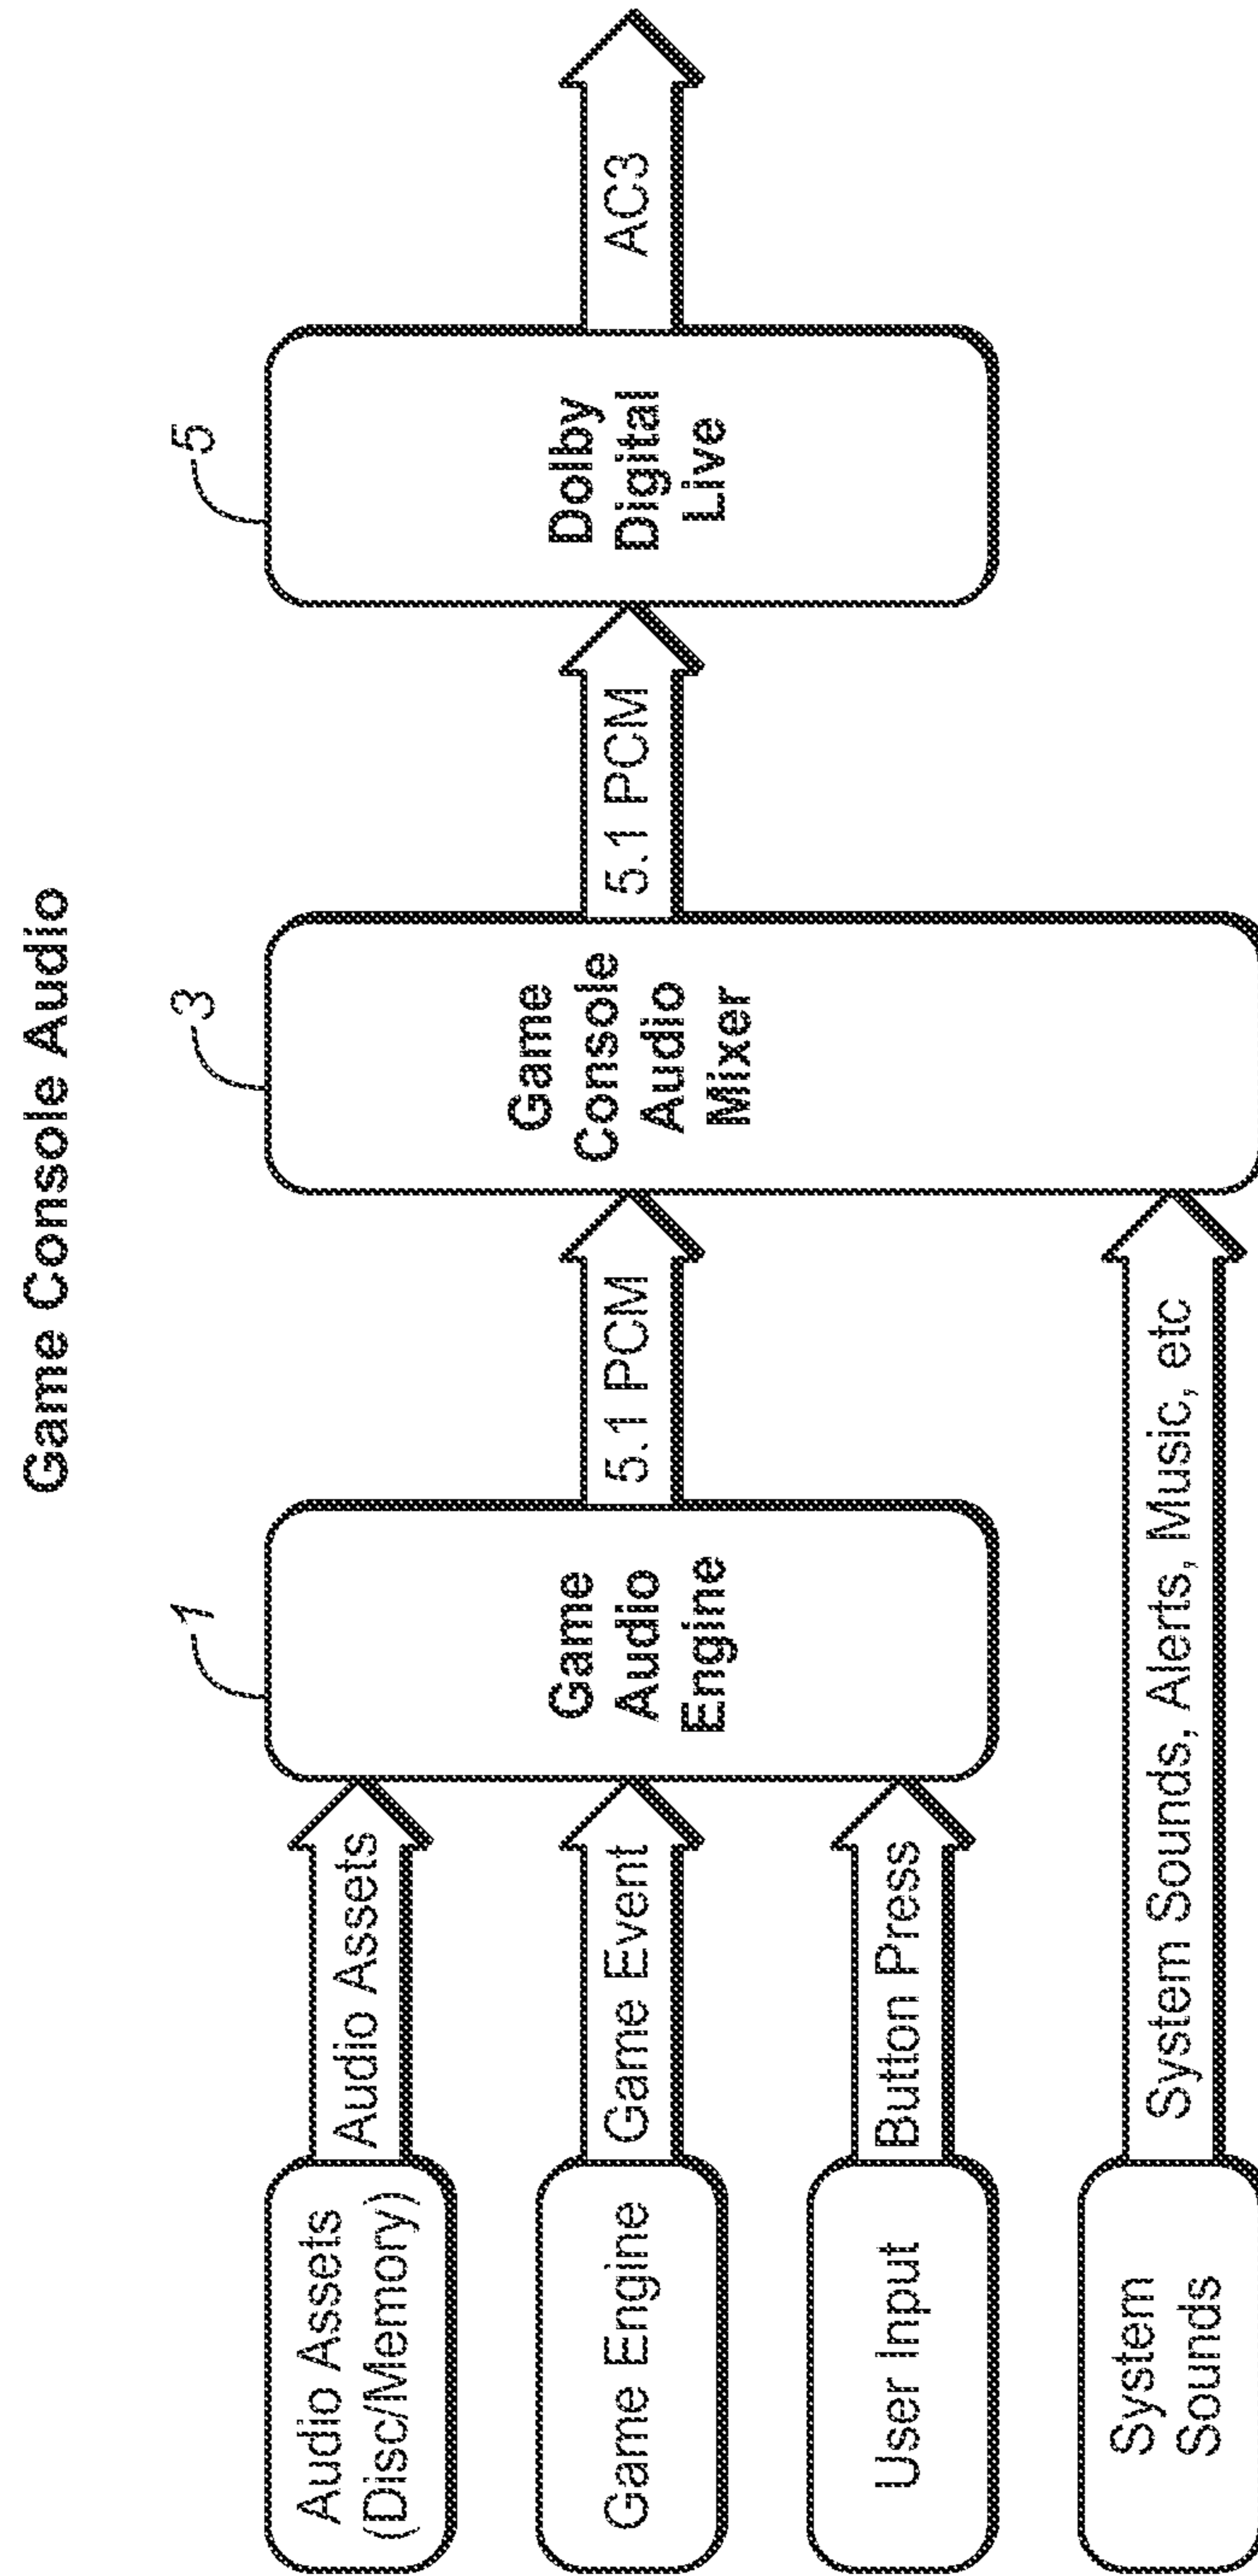 Game Console Audio
1
3
5
Audio Assets
(Disc/Memory)
Audio Assets
Game Engine
Game Event
User Input
Button Press
System
Sounds
System Sounds, Alerts, Music, etc
Game
Audio
Engine
5.1 PCM
Game
Console
Audio
Mixer
5.1 PCM
Dolby
Digital
Live
AC3